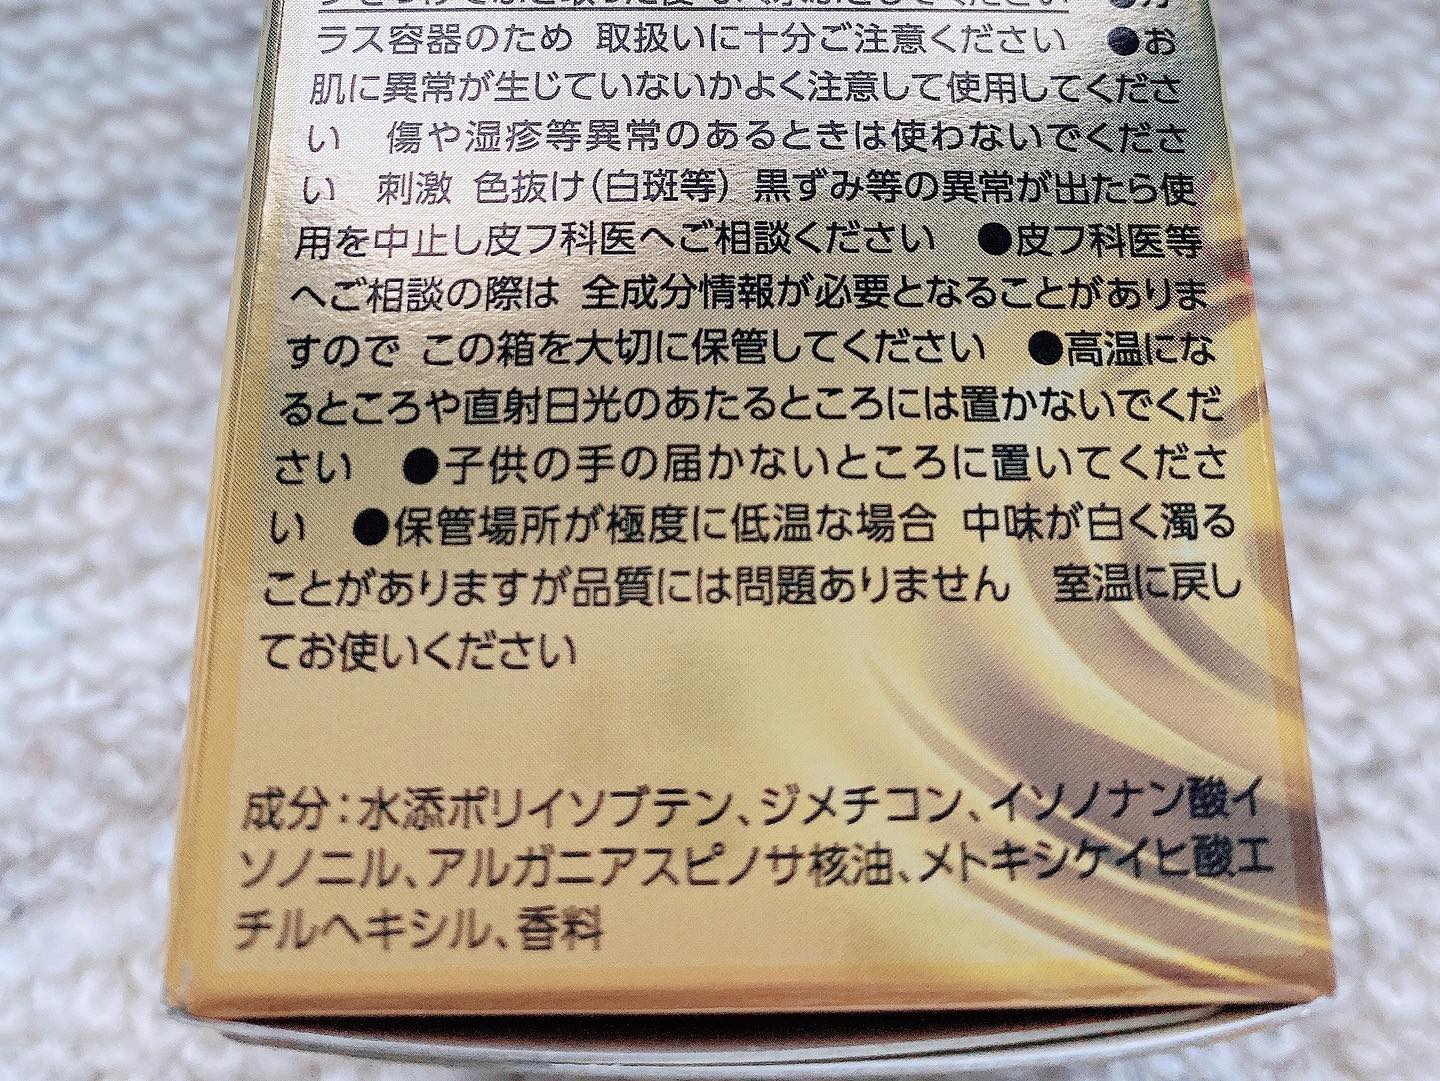 ラス容器のため 取扱いに十分ご注意ください ●お
肌に異常が生じていないかよく注意して使用してくださ
い 傷や湿疹等異常のあるときは使わないでくださ
い 刺激 色抜け(白斑等) 黒ずみ等の異常が出たら使
用を中止し皮フ科医へご相談ください ●皮フ科医等
へご相談の際は 全成分情報が必要となることがありま
すので この箱を大切に保管してください ●高温にな
るところや直射日光のあたるところには置かないでくだ
さい ●子供の手の届かないところに置いてくださ
い ●保管場所が極度に低温な場合 中味が白く濁る
ことがありますが品質には問題ありません 室温に戻し
てお使いください
成分：水添ポリイソブテン、ジメチコン、イソノナン酸イ
ソノニル、アルガニアスピノサ核油、メトキシケイヒ酸エ
チルヘキシル、香料